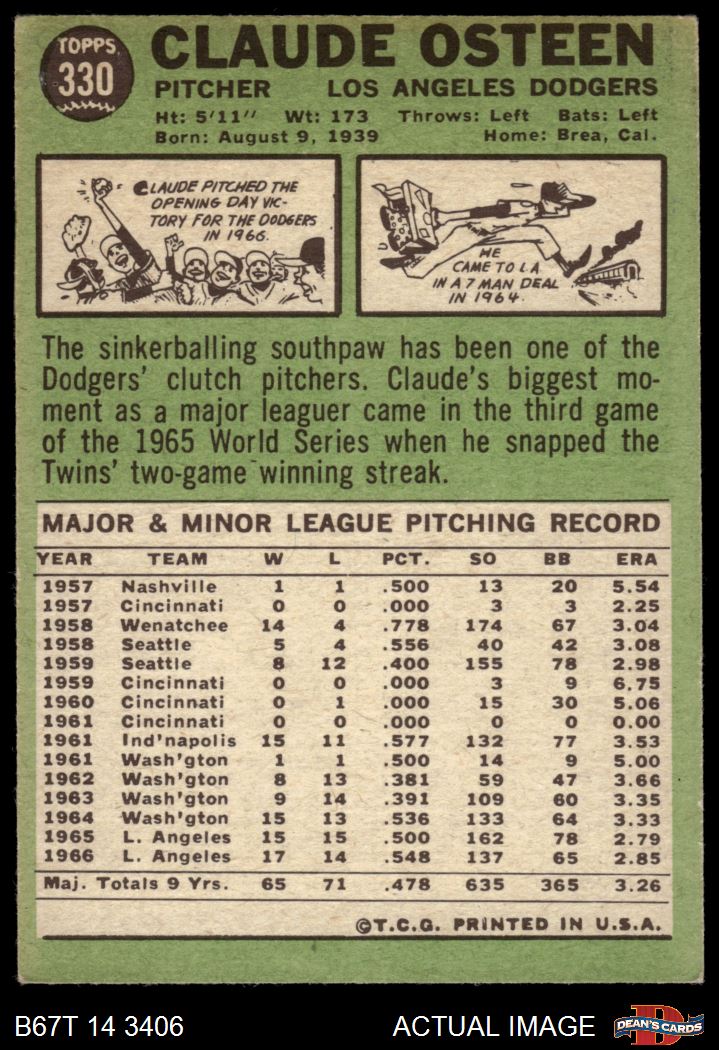 TOPPS
330
CLAUDE OSTEEN
PITCHER LOS ANGELES DODGERS
Ht: 5'11" Wt: 173 Throws: Left Bats: Left
Born: August 9, 1939 Home: Brea, Cal.
CLAUDE PITCHED THE
OPENING DAY VIC-
TORY FOR THE DODGERS
IN 1966.
HE
CAME TO L.A.
IN A 7 MAN DEAL
IN 1964.
The sinkerballing southpaw has been one of the
Dodgers' clutch pitchers. Claude's biggest mo-
ment as a major leaguer came in the third game
of the 1965 World Series when he snapped the
Twins' two-game winning streak.
MAJOR & MINOR LEAGUE PITCHING RECORD
YEAR TEAM W L PCT. SO BB ERA
1957 Nashville 1 1 .500 13 20 5.54
1957 Cincinnati 0 0 .000 3 3 2.25
1958 Wenatchee 14 4 .778 174 67 3.04
1958 Seattle 5 4 .556 40 42 3.08
1959 Seattle 8 12 .400 155 78 2.98
1959 Cincinnati 0 0 .000 3 9 6.75
1960 Cincinnati 0 1 .000 15 30 5.06
1961 Cincinnati 0 0 .000 0 0 0.00
1961 Ind'napolis 15 11 .577 132 77 3.53
1961 Wash'gton 1 1 .500 14 9 5.00
1962 Wash'gton 8 13 .381 59 47 3.66
1963 Wash'gton 9 14 .391 109 60 3.35
1964 Wash'gton 15 13 .536 133 64 3.33
1965 L. Angeles 15 15 .500 162 78 2.79
1966 L. Angeles 17 14 .548 137 65 2.85
Maj. Totals 9 Yrs. 65 71 .478 635 365 3.26
©T.C.G. PRINTED IN U.S.A.
B67T 14 3406 ACTUAL IMAGE D DEAN'S CARDS